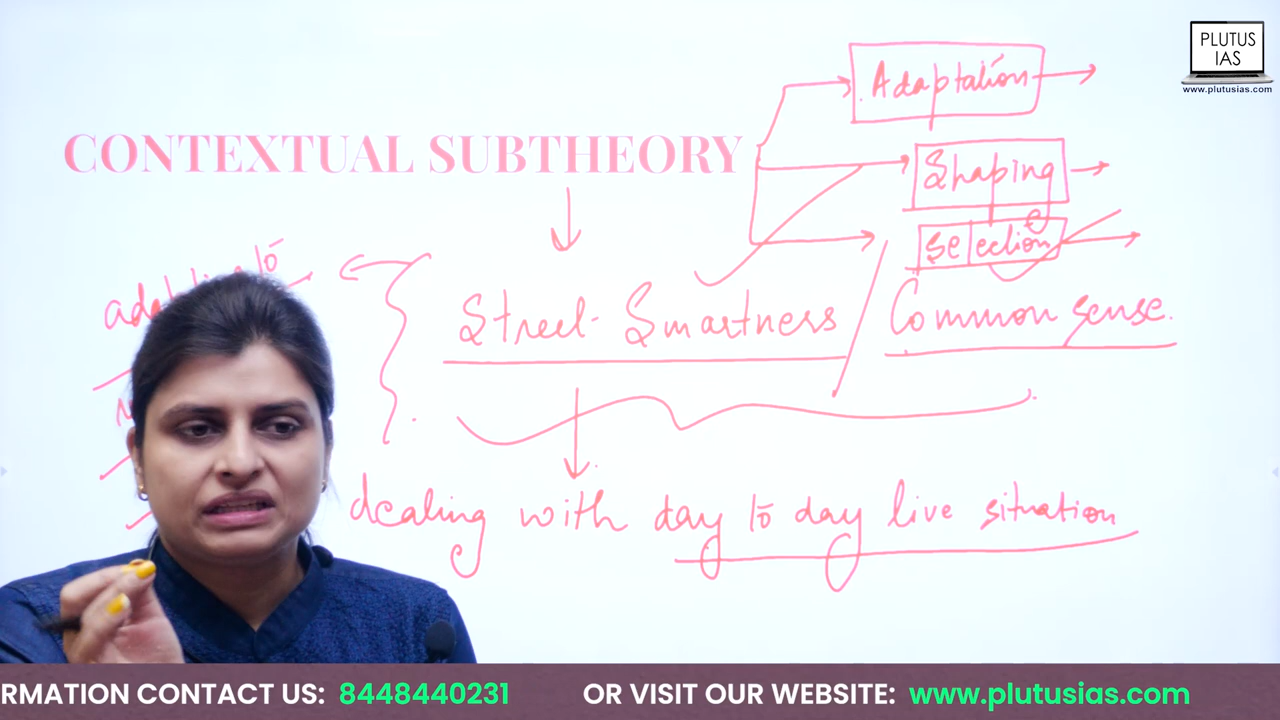 PLUTUS
IAS
www.plutusias.com
Adaptation
CONTEXTUAL SUBTHEORY
Shaping
Selection
to
Street Smartness
Common sense.
dealing with day to day live situation
RMATION CONTACT US: 8448440231 OR VISIT OUR WEBSITE: www.plutusias.com